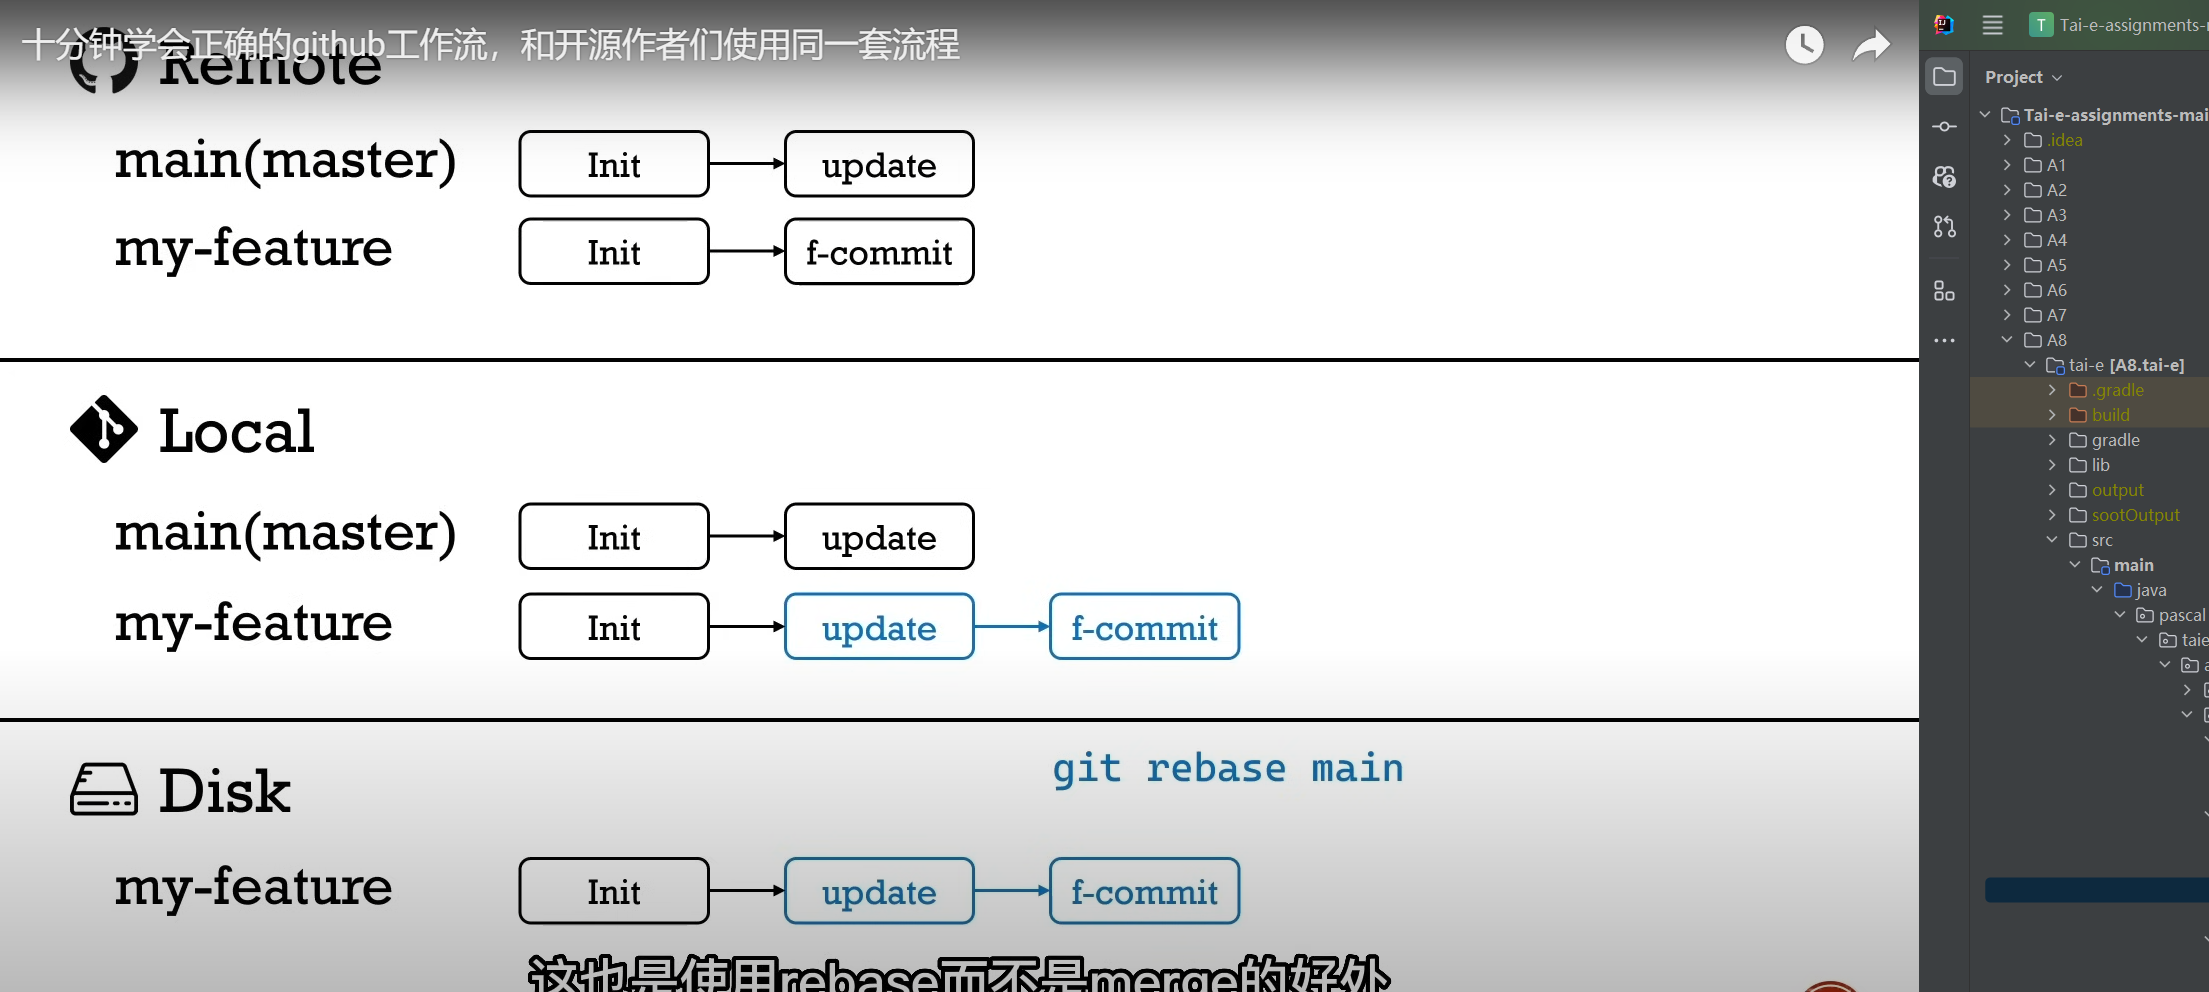 十分钟学会正确的github工作流，和开源作者们使用同一套流程
Remote
main(master)
Init
update
my-feature
Init
f-commit
Local
main(master)
Init
update
my-feature
Init
update
f-commit
git rebase main
Disk
my-feature
Init
update
f-commit
这也是使用rebase而不是merge的好处
T
Tai-e-assignments-
Project
Tai-e-assignments-mai
.idea
A1
A2
A3
A4
A5
A6
A7
A8
tai-e [A8.tai-e]
.gradle
build
gradle
lib
output
sootOutput
src
main
java
pascal
taie
a